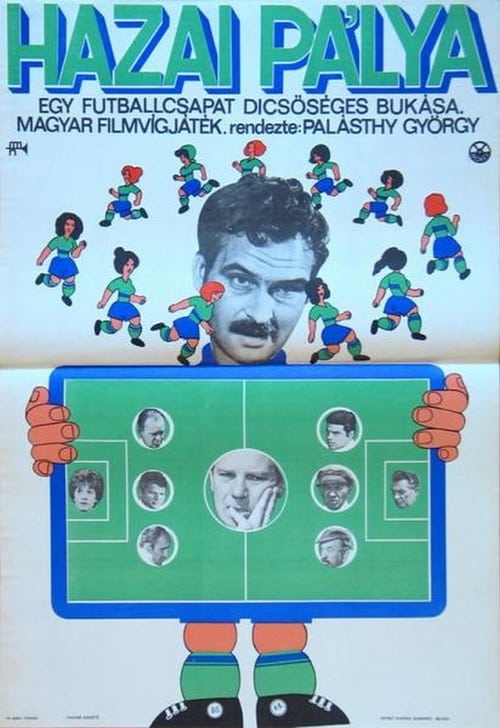 HAZAI PÁLYA
EGY FUTBALLCSAPAT DICSŐSÉGES BUKÁSA.
MAGYAR FILMVÍGJÁTÉK. rendezte: PALÁSTHY GYÖRGY